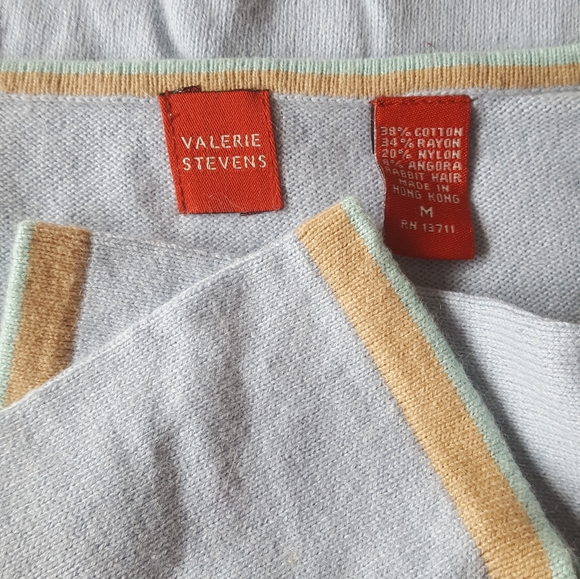 VALERIE
STEVENS
38% COTTON
34% RAYON
20% NYLON
8% ANGORA
RABBIT HAIR
MADE IN
HONG KONG
M
RN 13711